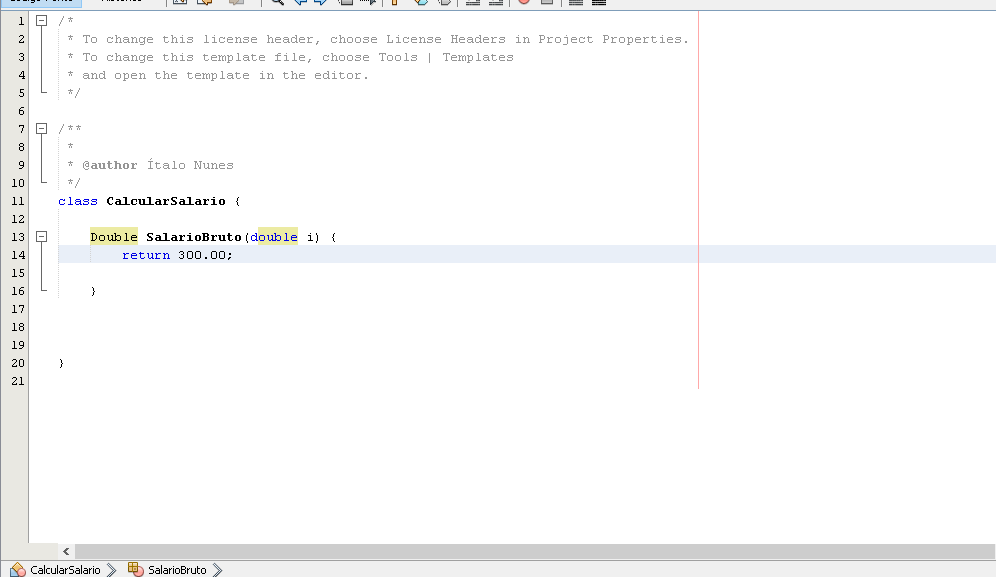 1 /*
2  * To change this license header, choose License Headers in Project Properties.
3  * To change this template file, choose Tools | Templates
4  * and open the template in the editor.
5  */
6
7 /**
8  *
9  * @author Ítalo Nunes
10  */
11 class CalcularSalario {
12
13     Double SalarioBruto(double i) {
14         return 300.00;
15
16     }
17
18
19
20 }
21
CalcularSalario SalarioBruto